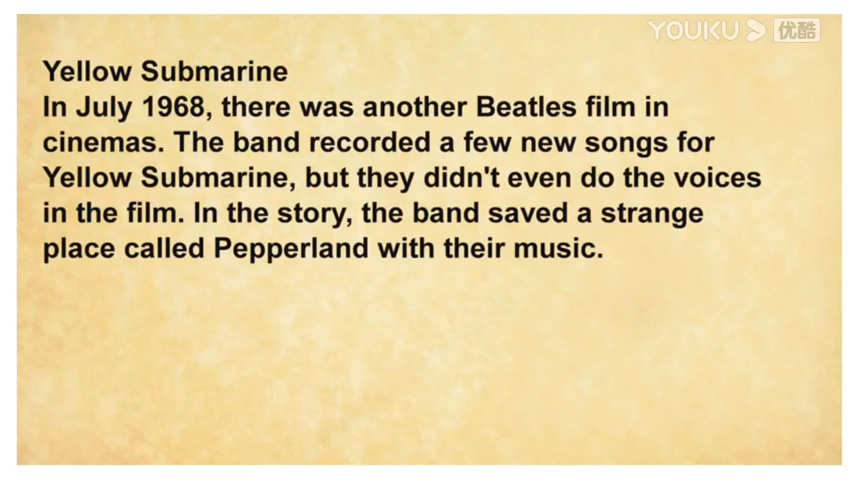 YOUKU 优酷
Yellow Submarine
In July 1968, there was another Beatles film in
cinemas. The band recorded a few new songs for
Yellow Submarine, but they didn't even do the voices
in the film. In the story, the band saved a strange
place called Pepperland with their music.